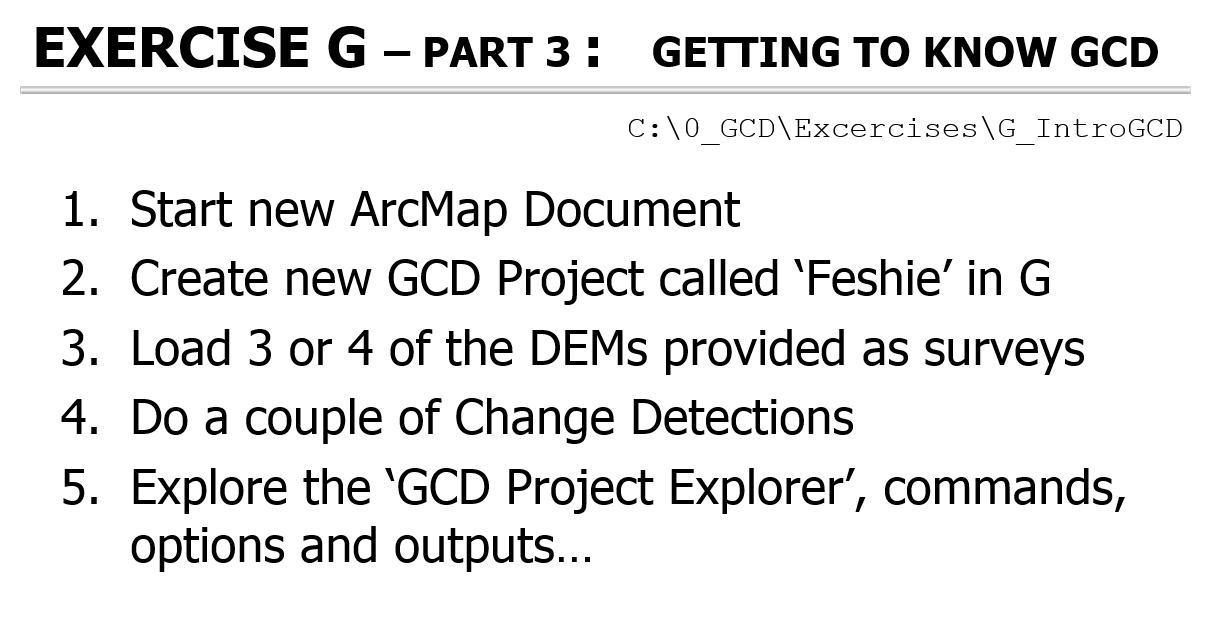 EXERCISE G – PART 3 : GETTING TO KNOW GCD
C:\0_GCD\Excercises\G_IntroGCD
1. Start new ArcMap Document
2. Create new GCD Project called ‘Feshie’ in G
3. Load 3 or 4 of the DEMs provided as surveys
4. Do a couple of Change Detections
5. Explore the ‘GCD Project Explorer’, commands,
options and outputs…